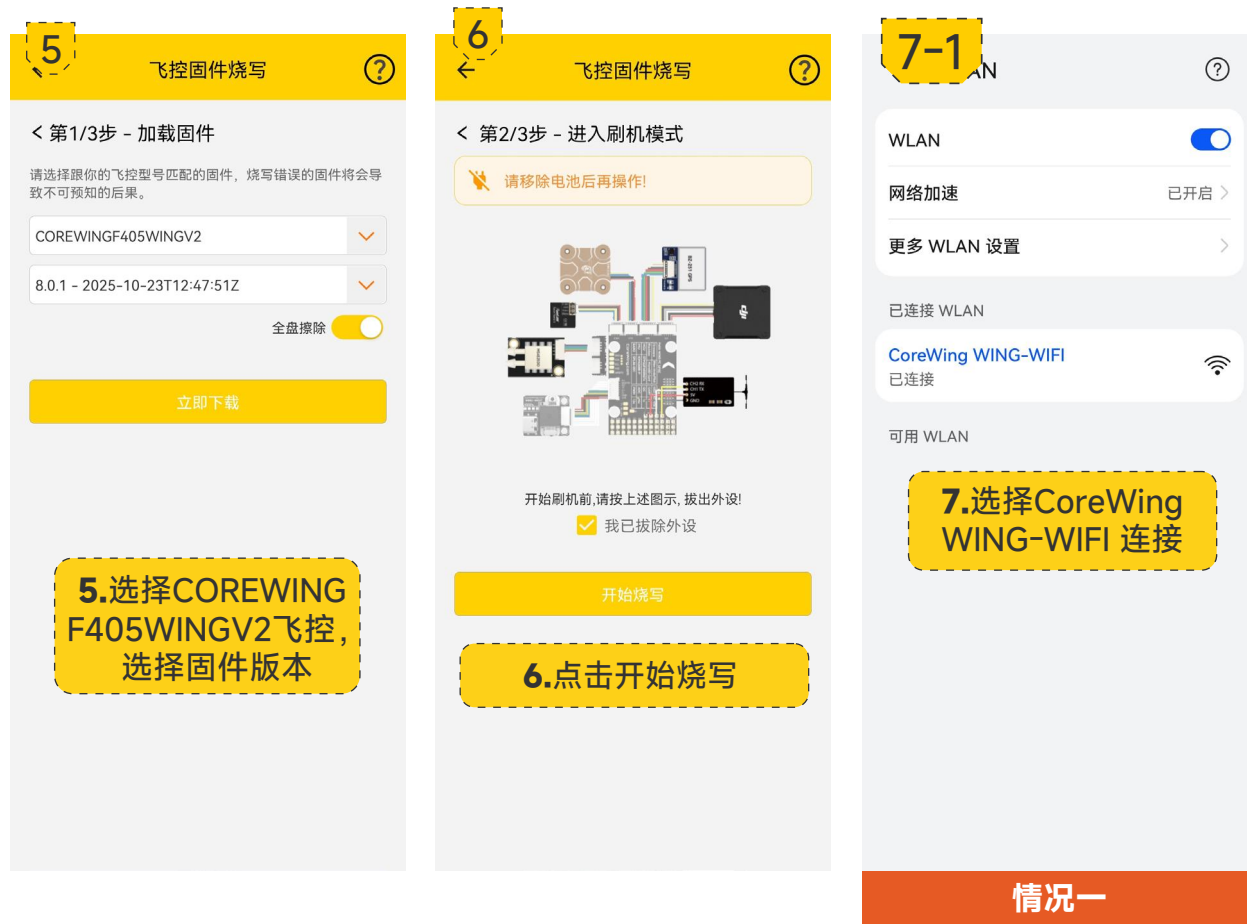 5
飞控固件烧写
第1/3步 - 加载固件
请选择跟你的飞控型号匹配的固件，烧写错误的固件将会导
致不可预知的后果。
COREWINGF405WINGV2
8.0.1 - 2025-10-23T12:47:51Z
全盘擦除
立即下载
5.选择COREWING
F405WINGV2飞控，
选择固件版本
6
飞控固件烧写
第2/3步 - 进入刷机模式
请移除电池后再操作!
CH2 RX
CH1 TX
5V
GND
开始刷机前,请按上述图示, 拔出外设!
我已拔除外设
开始烧写
6.点击开始烧写
7-1
WLAN
网络加速
已开启
更多 WLAN 设置
已连接 WLAN
CoreWing WING-WIFI
已连接
可用 WLAN
7.选择CoreWing
WING-WIFI 连接
情况一